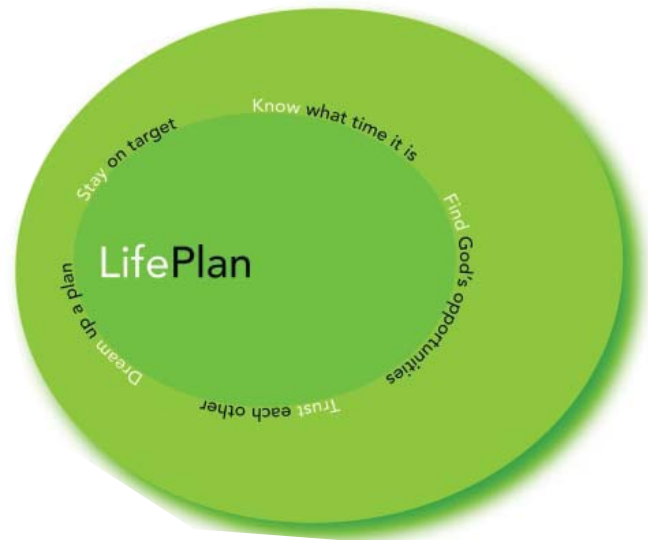 Know what time it is
Find God's opportunities
Trust each other
Dream up a plan
Stay on target
LifePlan